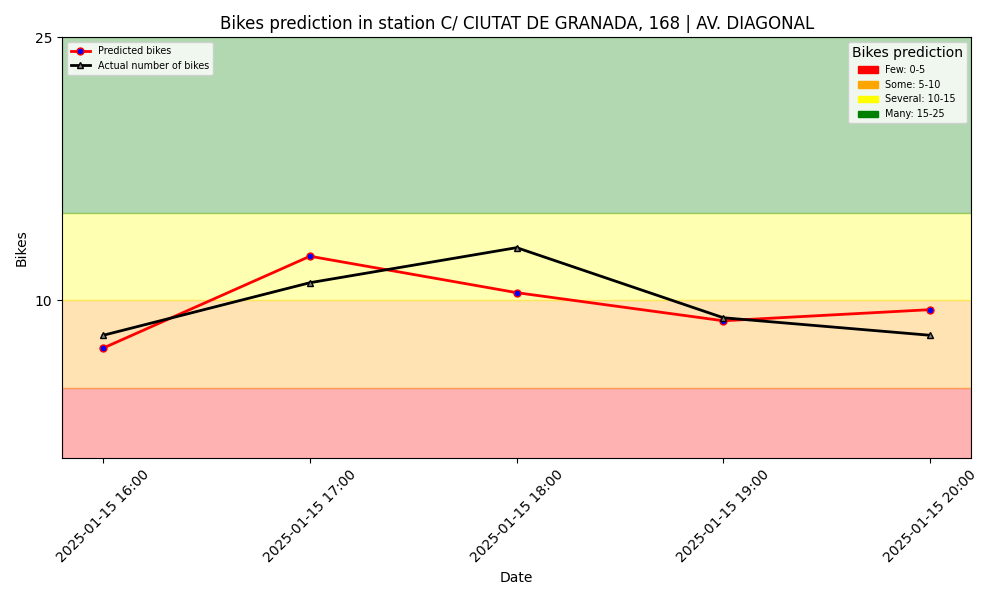 Bikes prediction in station C/ CIUTAT DE GRANADA, 168 | AV. DIAGONAL
Predicted bikes
Actual number of bikes
Bikes prediction
Few: 0-5
Some: 5-10
Several: 10-15
Many: 15-25
Bikes
25
10
2025-01-15 16:00
2025-01-15 17:00
2025-01-15 18:00
2025-01-15 19:00
2025-01-15 20:00
Date